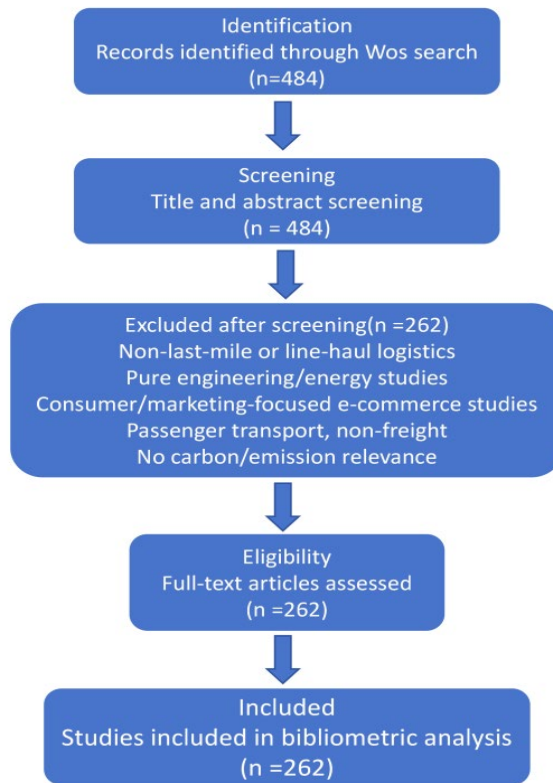 Identification
Records identified through Wos search
(n=484)
Screening
Title and abstract screening
(n = 484)
Excluded after screening(n =262)
Non-last-mile or line-haul logistics
Pure engineering/energy studies
Consumer/marketing-focused e-commerce studies
Passenger transport, non-freight
No carbon/emission relevance
Eligibility
Full-text articles assessed
(n =262)
Included
Studies included in bibliometric analysis
(n =262)